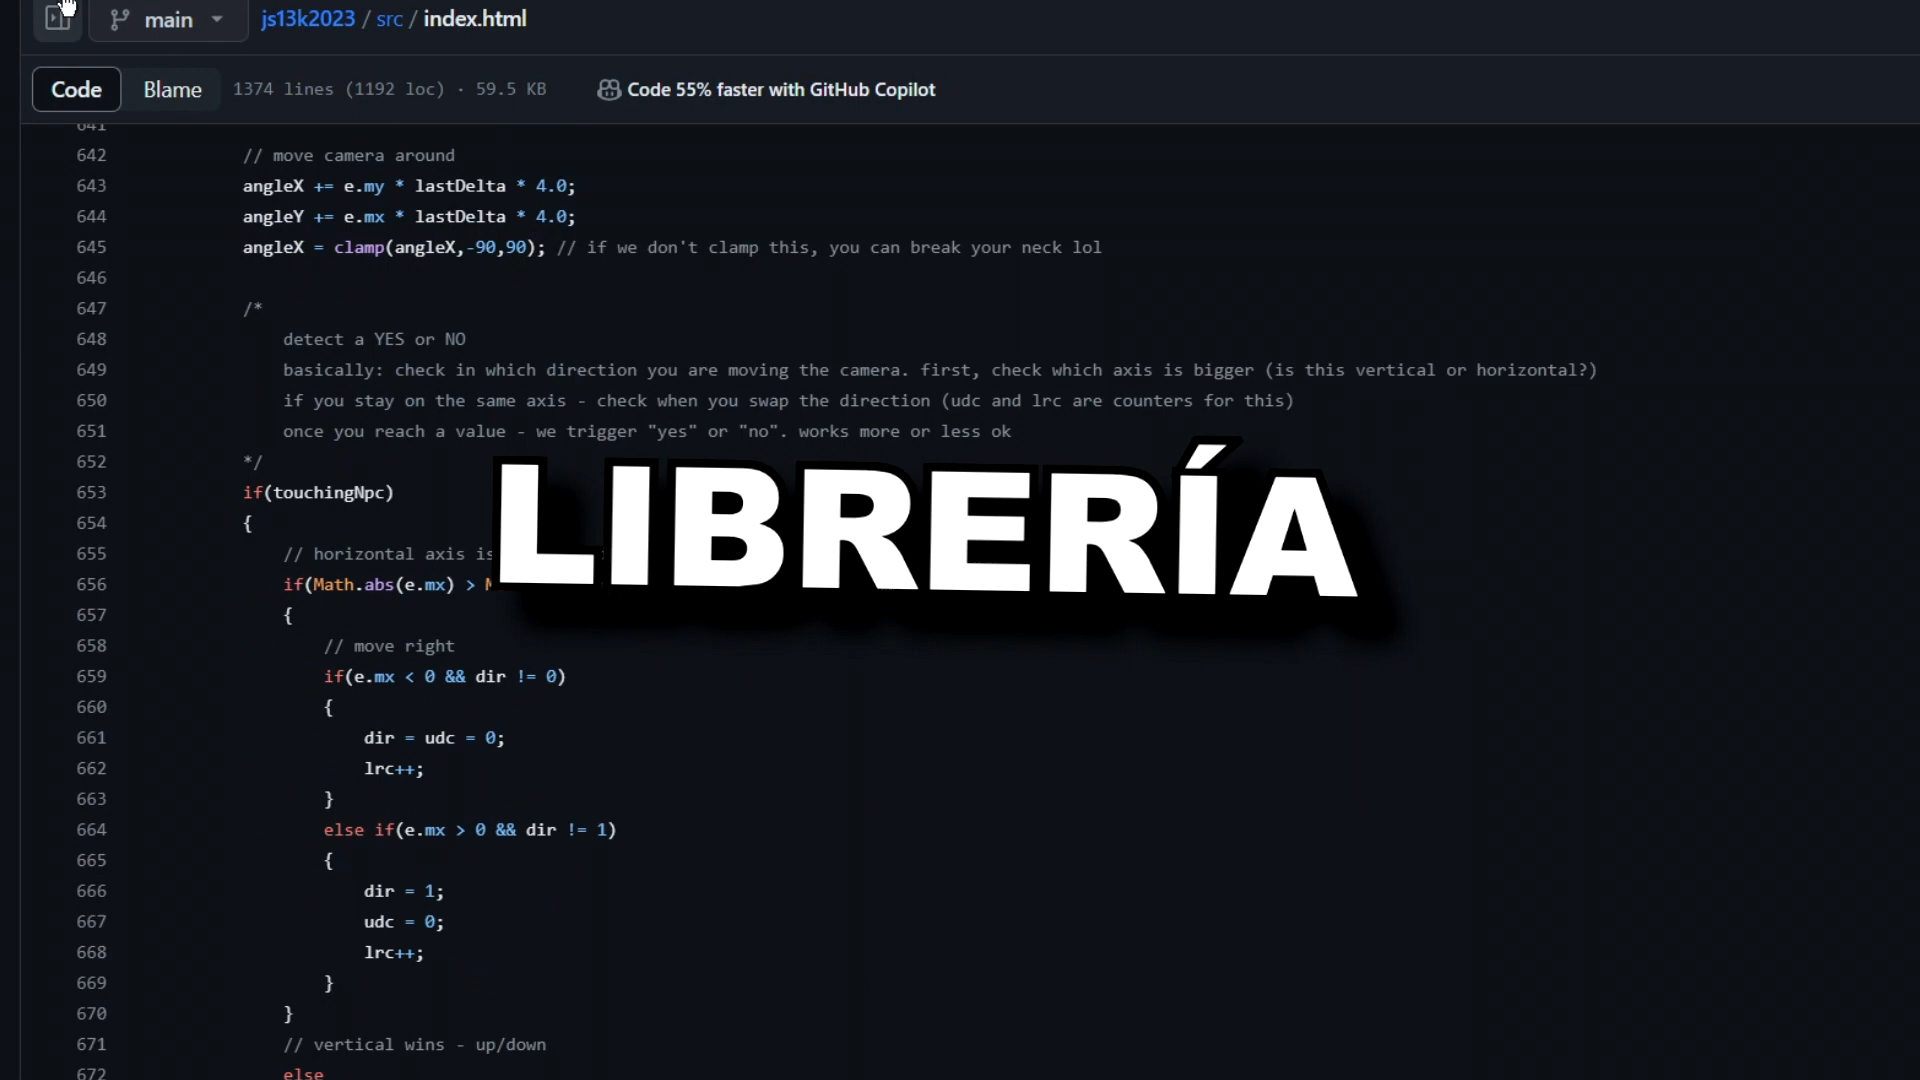 main
js13k2023 / src / index.html
Code Blame 1374 lines (1192 loc) · 59.5 KB Code 55% faster with GitHub Copilot
641
642 // move camera around
643 angleX += e.my * lastDelta * 4.0;
644 angleY += e.mx * lastDelta * 4.0;
645 angleX = clamp(angleX,-90,90); // if we don't clamp this, you can break your neck lol
646
647 /*
648 detect a YES or NO
649 basically: check in which direction you are moving the camera. first, check which axis is bigger (is this vertical or horizontal?)
650 if you stay on the same axis - check when you swap the direction (udc and lrc are counters for this)
651 once you reach a value - we trigger "yes" or "no". works more or less ok
652 */
653 if(touchingNpc)
654 {
LIBRERÍA
655 // horizontal axis is
656 if(Math.abs(e.mx) >
657 {
658 // move right
659 if(e.mx < 0 && dir != 0)
660 {
661 dir = udc = 0;
662 lrc++;
663 }
664 else if(e.mx > 0 && dir != 1)
665 {
666 dir = 1;
667 udc = 0;
668 lrc++;
669 }
670 }
671 // vertical wins - up/down
672 else